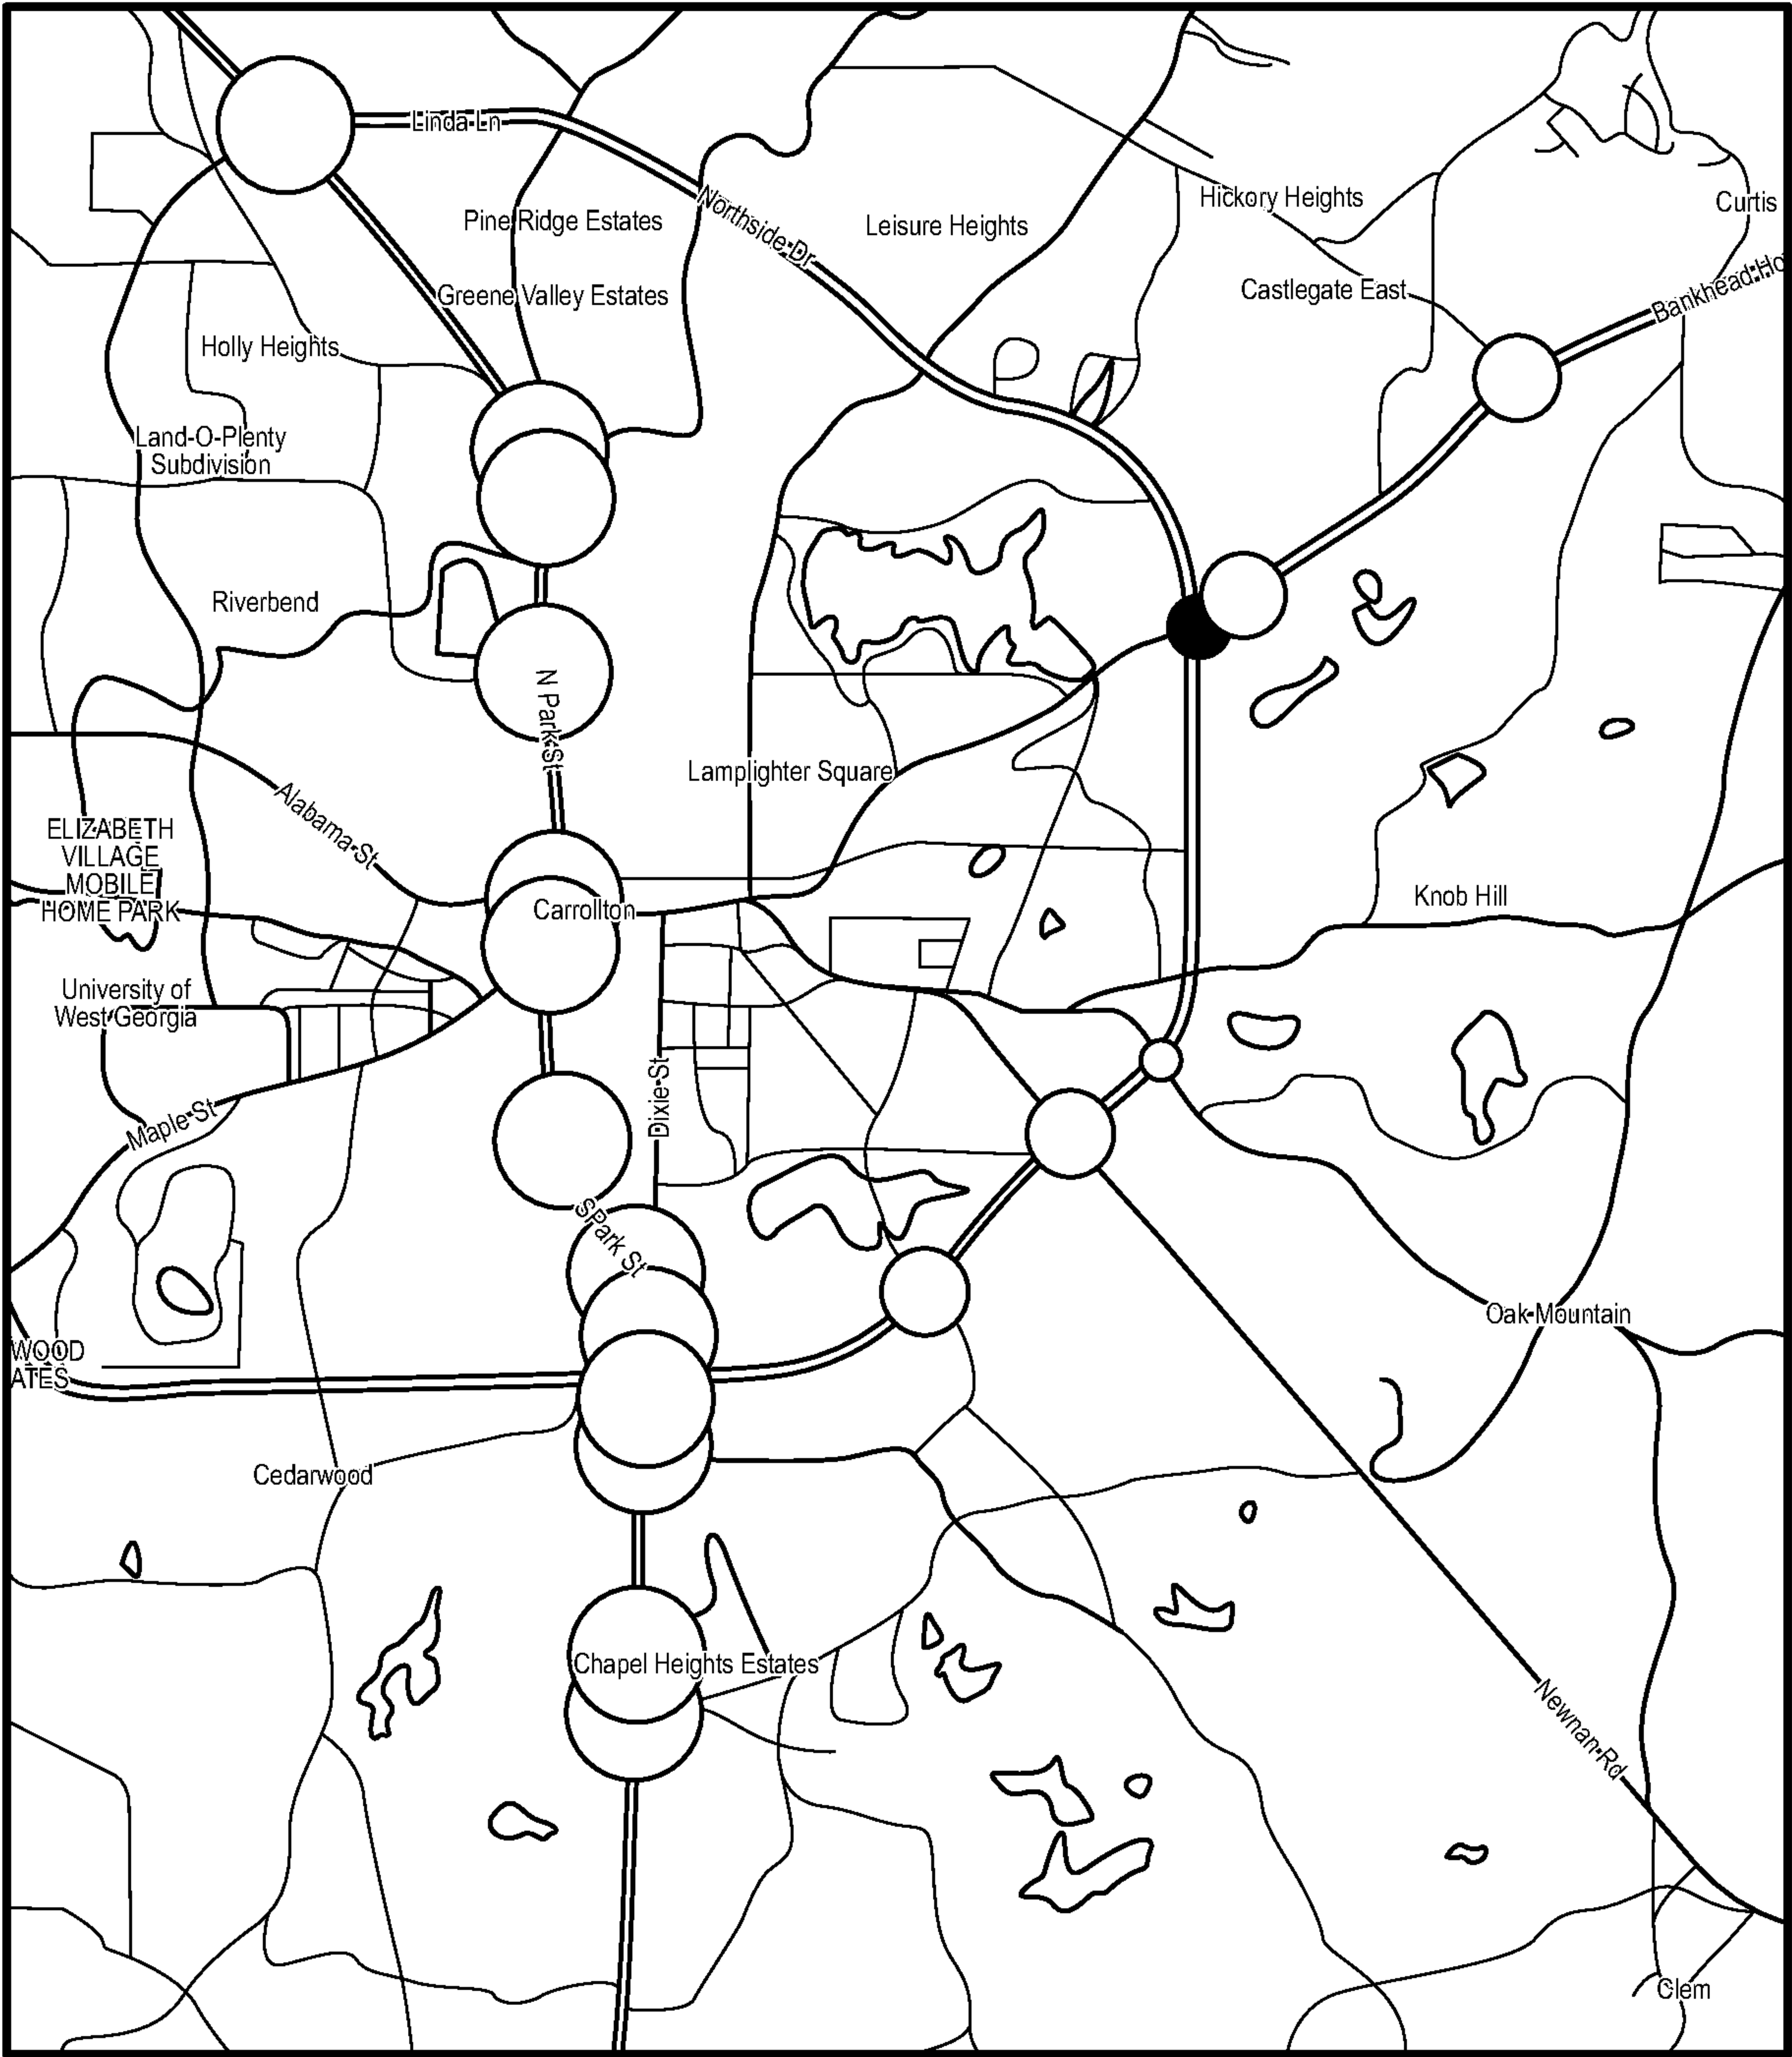 Linda Ln
Northside Dr
Hickory Heights
Curtis
Pine Ridge Estates
Leisure Heights
Greene Valley Estates
Castlegate East
Bankhead Ho
Holly Heights
Land-O-Plenty
Subdivision
Riverbend
N Park St
Lamplighter Square
Alabama St
ELIZABETH
VILLAGE
MOBILE
HOME PARK
Carrollton
Knob Hill
University of
West Georgia
Dixie St
Maple St
S Park St
Oak Mountain
WOOD
ATES
Cedarwood
Chapel Heights Estates
Newnan Rd
Clem